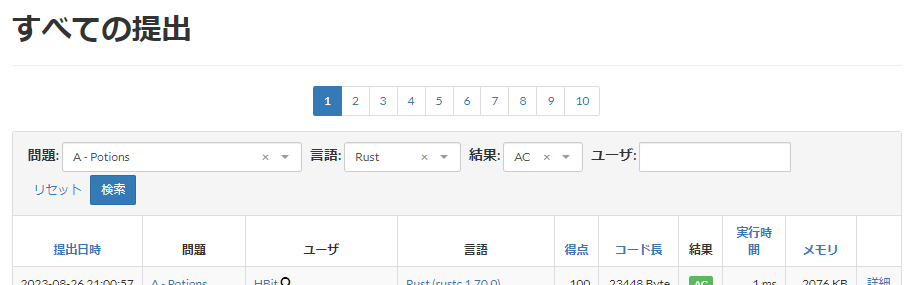 すべての提出
1 2 3 4 5 6 7 8 9 10
問題: A - Potions × 言語: Rust × 結果: AC × ユーザ:
リセット 検索
提出日時 問題 ユーザ 言語 得点 コード長 結果 実行時間 メモリ
2023-08-26 21:00:57 A - Potions HBit Rust (rustc 1.70.0) 100 23448 Byte AC 1 ms 2076 KB 詳細